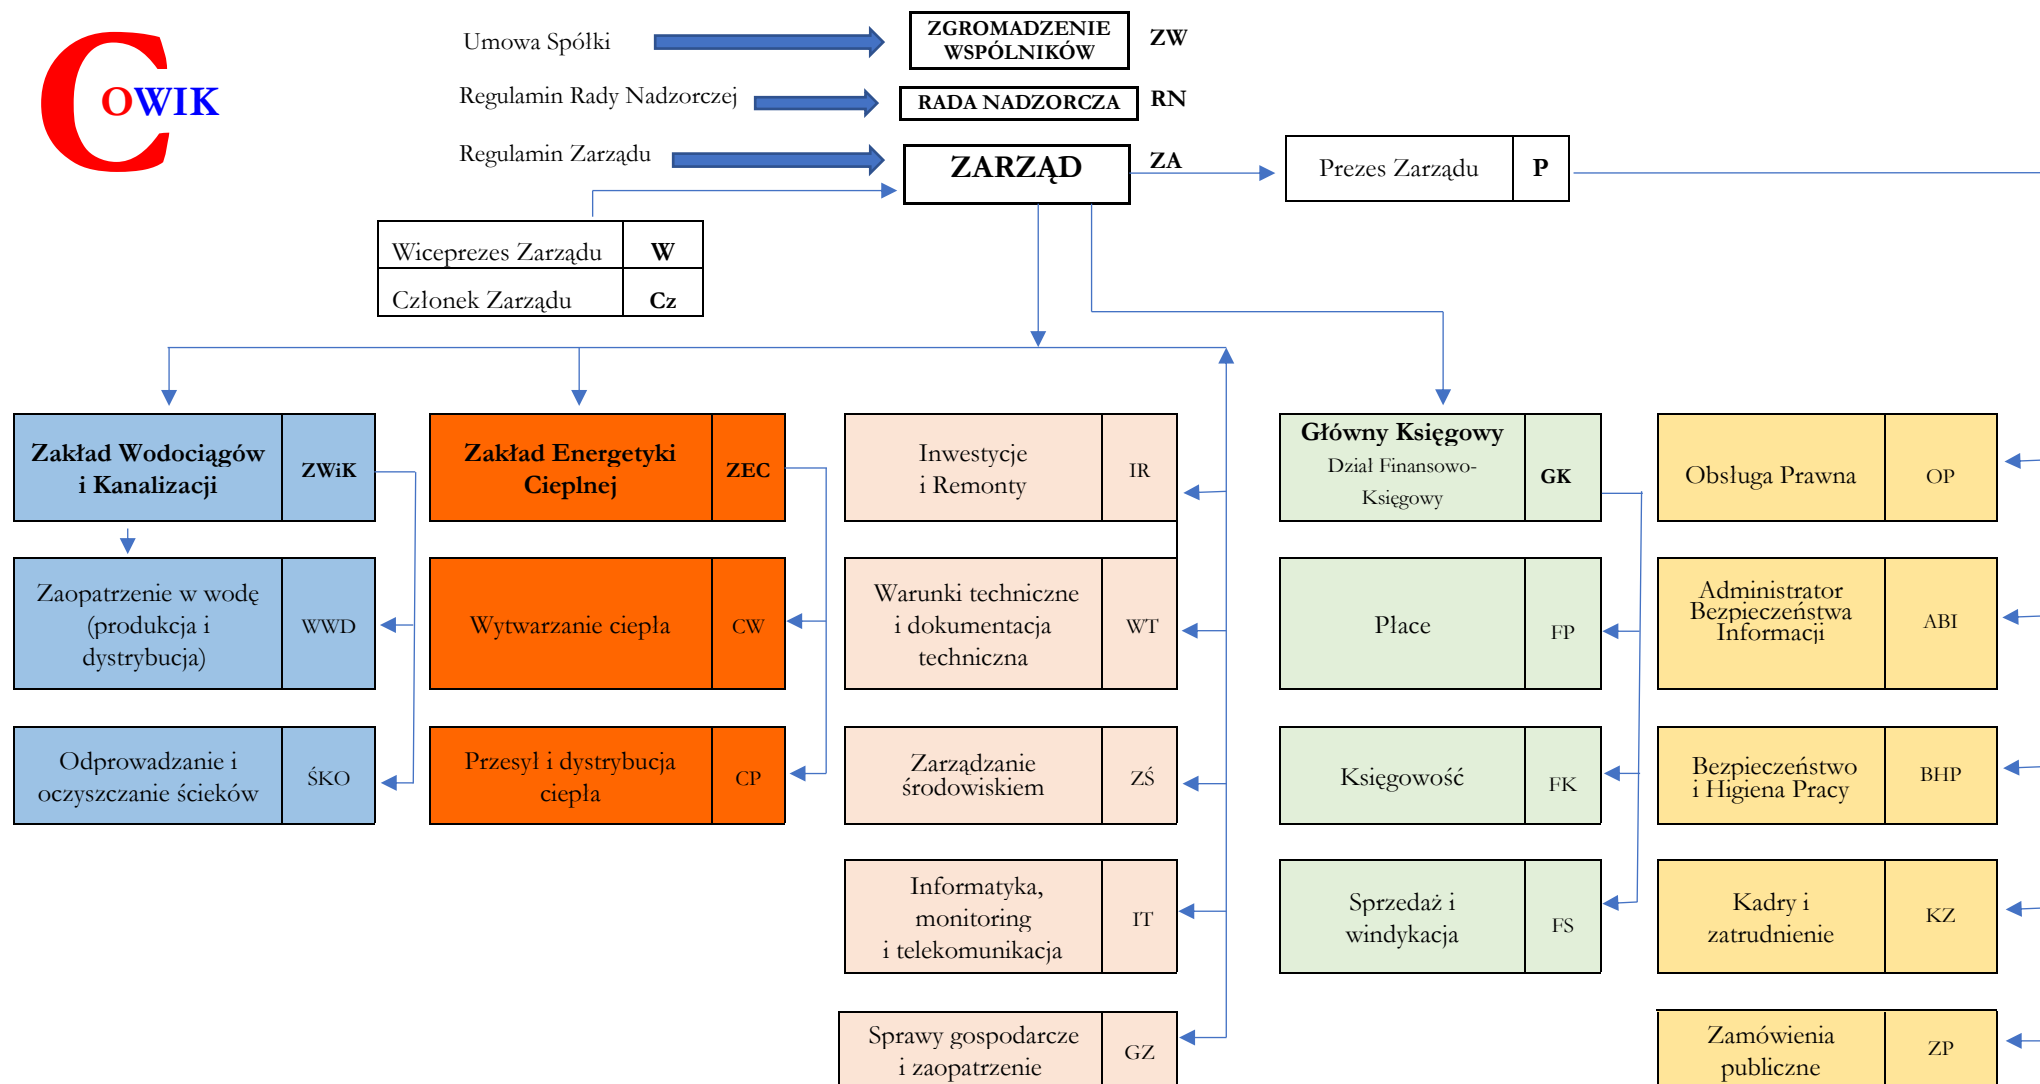 COWIK
Umowa Spółki
ZGROMADZENIE
WSPÓLNIKÓW
ZW
Regulamin Rady Nadzorczej
RADA NADZORCZA
RN
Regulamin Zarządu
ZARZĄD
ZA
Prezes Zarządu
P
Wiceprezes Zarządu
W
Członek Zarządu
Cz
Zakład Wodociągów
i Kanalizacji
ZWiK
Zaopatrzenie w wodę
(produkcja i
dystrybucja)
WWD
Odprowadzanie i
oczyszczanie ścieków
ŚKO
Zakład Energetyki
Cieplnej
ZEC
Wytwarzanie ciepła
CW
Przesył i dystrybucja
ciepła
CP
Inwestycje
i Remonty
IR
Warunki techniczne
i dokumentacja
techniczna
WT
Zarządzanie
środowiskiem
ZŚ
Informatyka,
monitoring
i telekomunikacja
IT
Sprawy gospodarcze
i zaopatrzenie
GZ
Główny Księgowy
Dział Finansowo-
Księgowy
GK
Płace
FP
Księgowość
FK
Sprzedaż i
windykacja
FS
Obsługa Prawna
OP
Administrator
Bezpieczeństwa
Informacji
ABI
Bezpieczeństwo
i Higiena Pracy
BHP
Kadry i
zatrudnienie
KZ
Zamówienia
publiczne
ZP